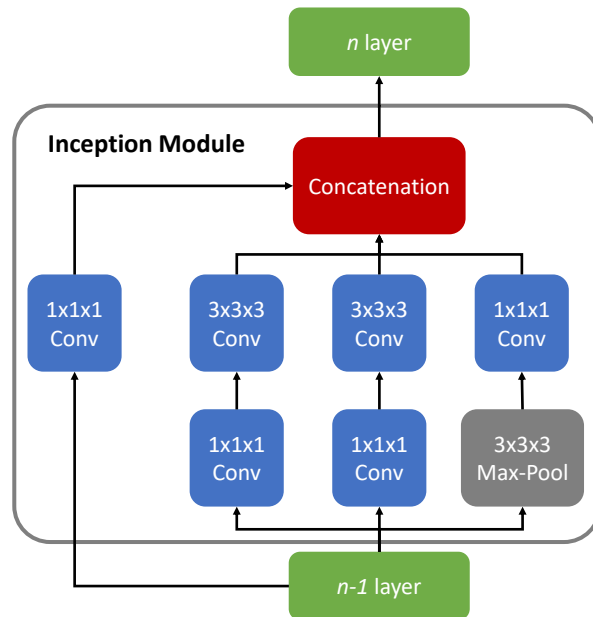 n layer
Inception Module
Concatenation
1x1x1
Conv
3x3x3
Conv
3x3x3
Conv
1x1x1
Conv
1x1x1
Conv
1x1x1
Conv
3x3x3
Max-Pool
n-1 layer